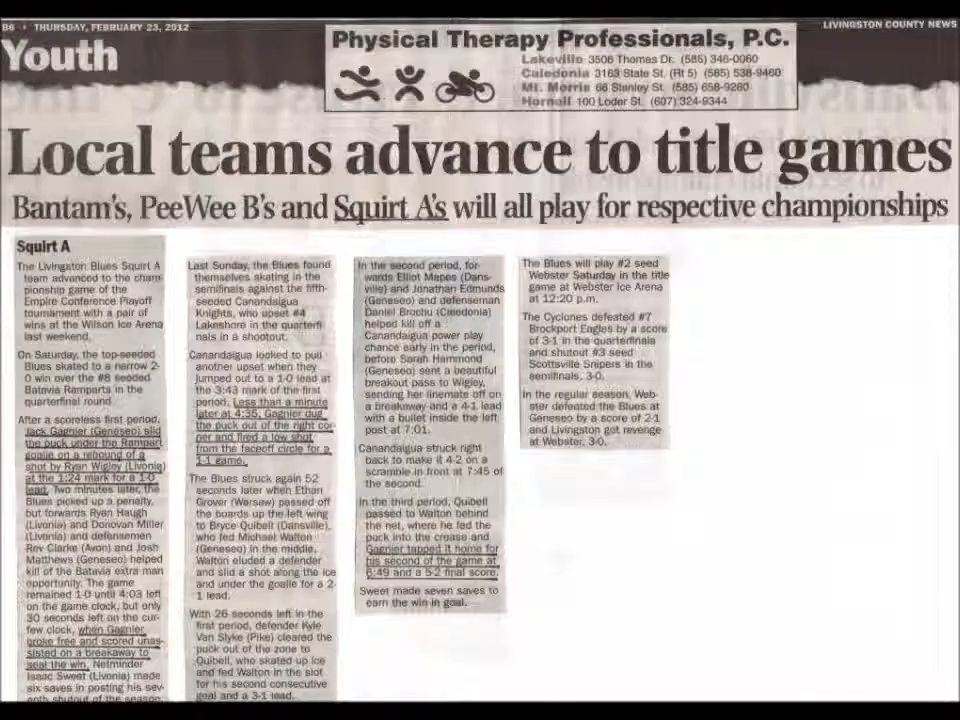 B6 • THURSDAY, FEBRUARY 23, 2012
LIVINGSTON COUNTY NEWS
Youth
Physical Therapy Professionals, P.C.
Lakeville 3506 Thomas Dr. (585) 346-0060
Caledonia 3163 State St. (Rt 5) (585) 538-9460
Mt. Morris 66 Stanley St. (585) 658-9260
Hornell 100 Loder St. (607) 324-9344
Local teams advance to title games
Bantam's, PeeWee B's and Squirt A's will all play for respective championships
Squirt A
The Livingston Blues Squirt A
team advanced to the cham-
pionship game of the
Empire Conference Playoff
tournament with a pair of
wins at the Wilson Ice Arena
last weekend.
On Saturday, the top-seeded
Blues skated to a narrow 2-
0 win over the #8 seeded
Batavia Ramparts in the
quarterfinal round.
After a scoreless first period,
Jack Gagnier (Geneseo) slid
the puck under the Rampart
goalie on a rebound of a
shot by Ryan Wigley (Livonia)
at the 1:24 mark for a 1-0
lead. Two minutes later, the
Blues picked up a penalty,
but forwards Ryan Haugh
(Livonia) and Donovan Miller
(Livonia) and defensemen
Rev Clarke (Avon) and Josh
Matthews (Geneseo) helped
kill of the Batavia extra man
opportunity. The game
remained 1-0 until 4:03 left
on the game clock, but only
30 seconds left on the cur-
few clock, when Gagnier
broke free and scored unas-
sisted on a breakaway to
seal the win. Netminder
Isaac Sweet (Livonia) made
six saves in posting his sev-
enth shutout of the season.
Last Sunday, the Blues found
themselves skating in the
semifinals against the fifth-
seeded Canandaigua
Knights, who upset #4
Lakeshore in the quarterfi
nals in a shootout.
Canandaigua looked to pull
another upset when they
jumped out to a 1-0 lead at
the 3:43 mark of the first
period. Less than a minute
later at 4:35, Gagnier dug
the puck out of the right cor-
ner and fired a low shot
from the faceoff circle for a
1-1 game.
The Blues struck again 52
seconds later when Ethan
Grover (Warsaw) passed off
the boards up the left wing
to Bryce Quibell (Dansville),
who fed Michael Walton
(Geneseo) in the middle.
Walton eluded a defender
and slid a shot along the ice
and under the goalie for a 2-
1 lead.
With 26 seconds left in the
first period, defender Kyle
Van Slyke (Pike) cleared the
puck out of the zone to
Quibell, who skated up ice
and fed Walton in the slot
for his second consecutive
goal and a 3-1 lead.
In the second period, for-
wards Elliot Mapes (Dans-
ville) and Jonathan Edmunds
(Geneseo) and defenseman
Daniel Brochu (Caledonia)
helped kill off a
Canandaigua power play
chance early in the period,
before Sarah Hammond
(Geneseo) sent a beautiful
breakout pass to Wigley,
sending her linemate off on
a breakaway and a 4-1 lead
with a bullet inside the left
post at 7:01.
Canandaigua struck right
back to make it 4-2 on a
scramble in front at 7:45 of
the second.
In the third period, Quibell
passed to Walton behind
the net, where he fed the
puck into the crease and
Gagnier tapped it home for
his second of the game at
8:49 and a 5-2 final score.
Sweet made seven saves to
earn the win in goal.
The Blues will play #2 seed
Webster Saturday in the title
game at Webster Ice Arena
at 12:20 p.m.
The Cyclones defeated #7
Brockport Eagles by a score
of 3-1 in the quarterfinals
and shutout #3 seed
Scottsville Snipers in the
semifinals, 3-0.
In the regular season, Web-
ster defeated the Blues at
Geneseo by a score of 2-1
and Livingston got revenge
at Webster, 3-0.